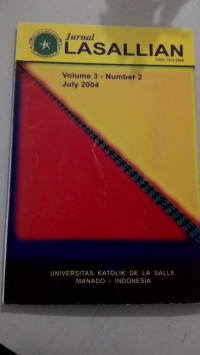 Jurnal
LASALLIAN
Volume 3 - Number 2
July 2004
UNIVERSITAS KATOLIK DE LA SALLE
MANADO - INDONESIA